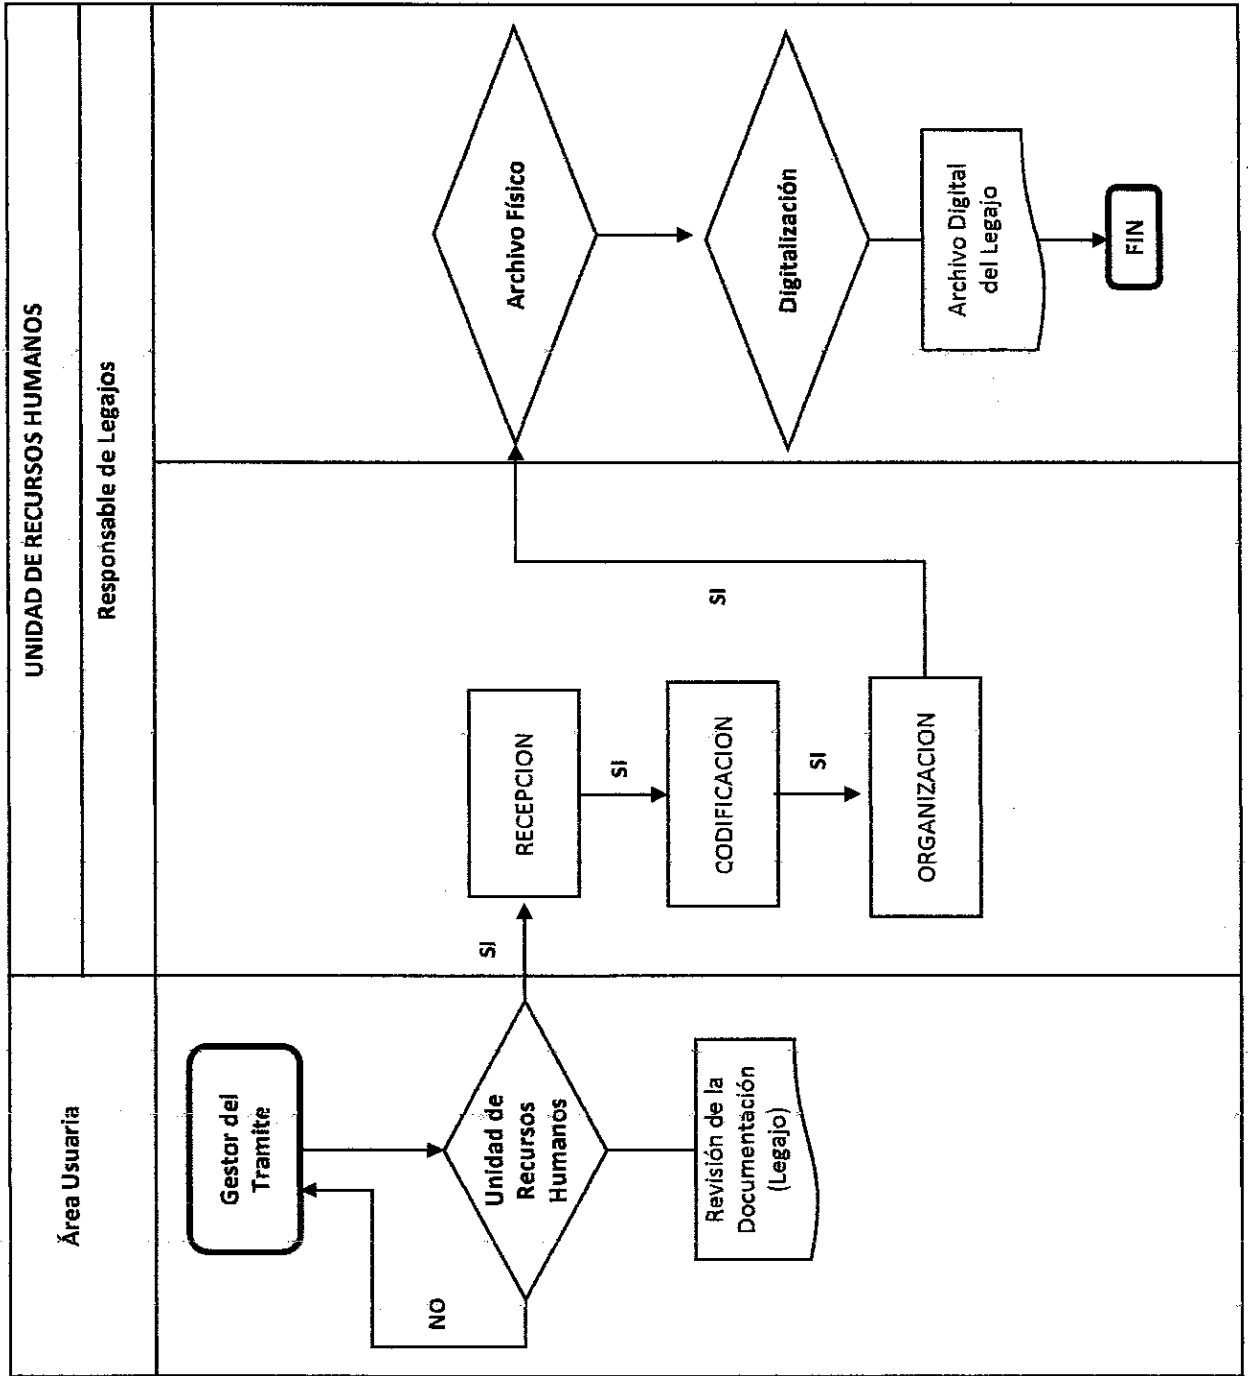 UNIDAD DE RECURSOS HUMANOS
Área Usuaria
Responsable de Legajos
Gestor del
Tramite
NO
Unidad de
Recursos
Humanos
Revisión de la
Documentación
(Legajo)
SI
RECEPCION
SI
CODIFICACION
SI
ORGANIZACION
SI
Archivo Físico
Digitalización
Archivo Digital
del Legajo
FIN